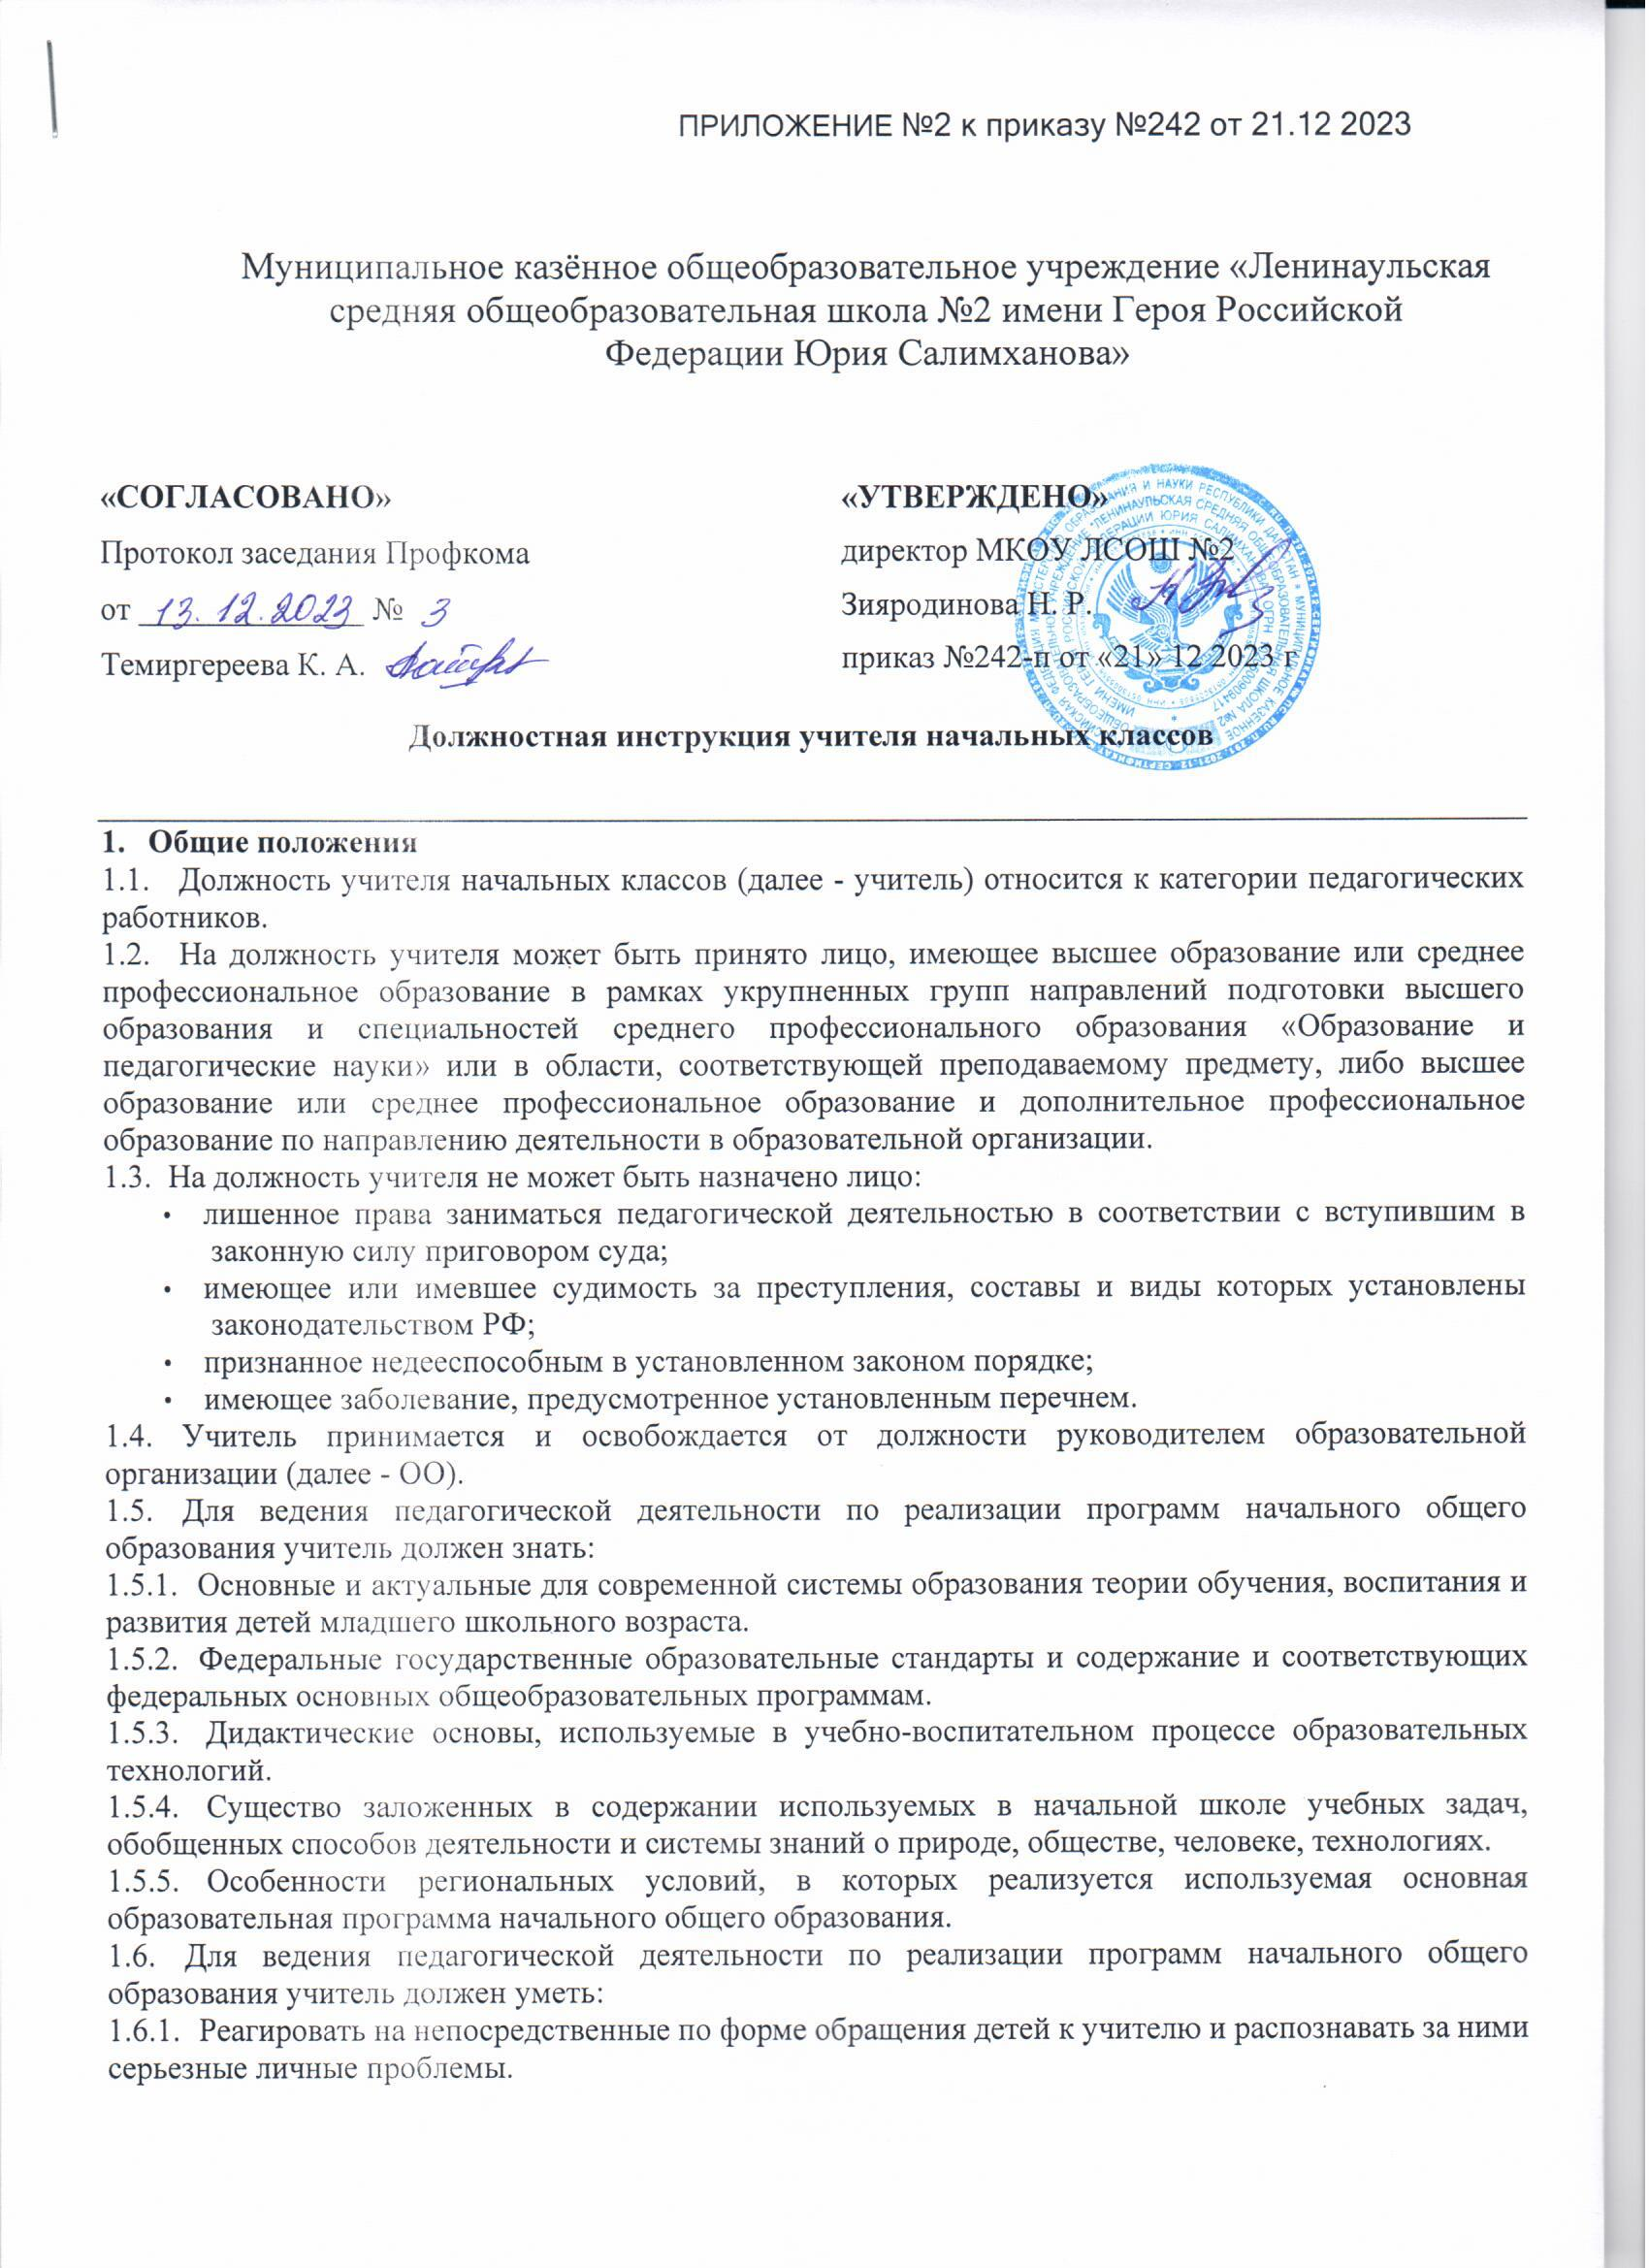 ПРИЛОЖЕНИЕ №2 к приказу №242 от 21.12 2023
Муниципальное казённое общеобразовательное учреждение «Ленинаульская
средняя общеобразовательная школа №2 имени Героя Российской
Федерации Юрия Салимханова»
«СОГЛАСОВАНО»
Протокол заседания Профкома
от 13.12.2023 № 3
Темиргереева К. А.
«УТВЕРЖДЕНО»
директор МКОУ ЛСОШ №2
Зияродинова Н. Р.
приказ №242-п от «21» 12 2023 г
Должностная инструкция учителя начальных классов
1. Общие положения
1.1. Должность учителя начальных классов (далее - учитель) относится к категории педагогических
работников.
1.2. На должность учителя может быть принято лицо, имеющее высшее образование или среднее
профессиональное образование в рамках укрупненных групп направлений подготовки высшего
образования и специальностей среднего профессионального образования «Образование и
педагогические науки» или в области, соответствующей преподаваемому предмету, либо высшее
образование или среднее профессиональное образование и дополнительное профессиональное
образование по направлению деятельности в образовательной организации.
1.3. На должность учителя не может быть назначено лицо:
• лишенное права заниматься педагогической деятельностью в соответствии с вступившим в
законную силу приговором суда;
• имеющее или имевшее судимость за преступления, составы и виды которых установлены
законодательством РФ;
• признанное недееспособным в установленном законом порядке;
• имеющее заболевание, предусмотренное установленным перечнем.
1.4. Учитель принимается и освобождается от должности руководителем образовательной
организации (далее - ОО).
1.5. Для ведения педагогической деятельности по реализации программ начального общего
образования учитель должен знать:
1.5.1. Основные и актуальные для современной системы образования теории обучения, воспитания и
развития детей младшего школьного возраста.
1.5.2. Федеральные государственные образовательные стандарты и содержание и соответствующих
федеральных основных общеобразовательных программам.
1.5.3. Дидактические основы, используемые в учебно-воспитательном процессе образовательных
технологий.
1.5.4. Существо заложенных в содержании используемых в начальной школе учебных задач,
обобщенных способов деятельности и системы знаний о природе, обществе, человеке, технологиях.
1.5.5. Особенности региональных условий, в которых реализуется используемая основная
образовательная программа начального общего образования.
1.6. Для ведения педагогической деятельности по реализации программ начального общего
образования учитель должен уметь:
1.6.1. Реагировать на непосредственные по форме обращения детей к учителю и распознавать за ними
серьезные личные проблемы.